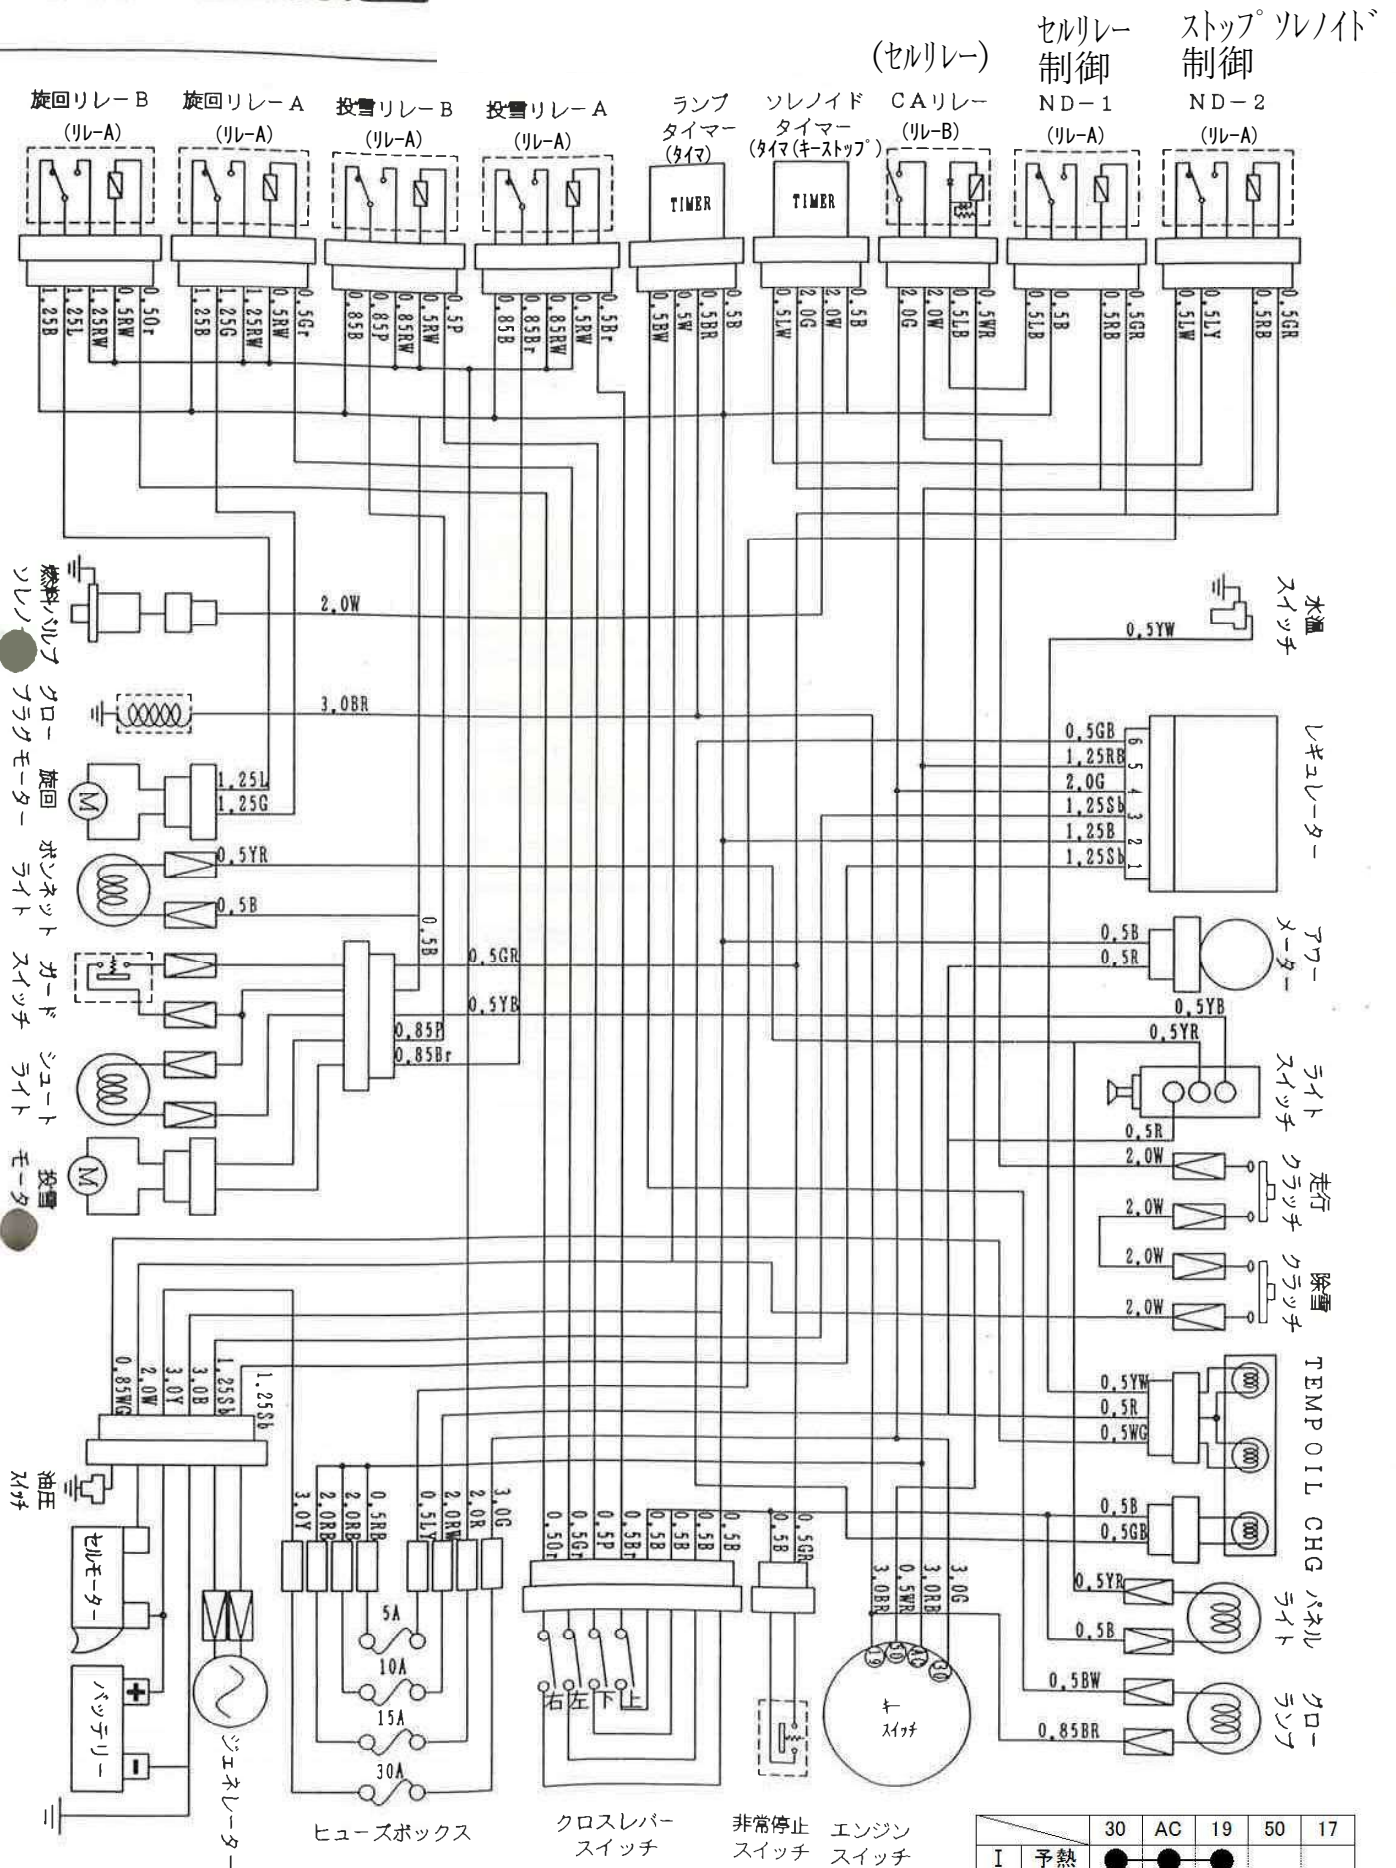 セルリレー
制御
ストップ ソレノイド
制御
(セルリレー)
旋回リレーB
(リレーA)
旋回リレーA
(リレーA)
投雪リレーB
(リレーA)
投雪リレーA
(リレーA)
ランプ
タイマー
(タイマ)
ソレノイド
タイマー
(タイマ(キーストップ)
CAリレー
(リレーB)
ND-1
(リレーA)
ND-2
(リレーA)
TIMER
TIMER
1.25B
1.25L
1.25RW
0.5RW
0.5Or
1.25B
1.25G
1.25RW
0.5RW
0.5Gr
0.85B
0.85P
0.85RW
0.5RW
0.5P
0.85B
0.85Br
0.85RW
0.5RW
0.5Br
0.5BW
0.5W
0.5BR
0.5B
0.5LW
2.0G
2.0W
0.5B
2.0G
2.0W
0.5LB
0.5WR
0.5LB
0.5B
0.5RB
0.5GR
0.5LW
0.5LY
0.5RB
0.5GR
燃料バルブ
ソレノ
2.0W
水温
スイッチ
0.5YW
グロー
プラグ
3.0BR
旋回
モーター
M
1.25L
1.25G
レギュレーター
0.5GB
1.25RB
2.0G
1.25Sb
1.25B
1.25Sb
6
5
4
3
2
1
ボンネット
ライト
0.5YR
0.5B
0.5B
アワー
メーター
0.5B
0.5R
ガード
スイッチ
0.5GR
0.5YB
0.85P
0.85Br
シュート
ライト
投雪
モータ
M
0.5YB
0.5YR
ライト
スイッチ
0.5R
走行
クラッチ
2.0W
2.0W
除雪
クラッチ
2.0W
2.0W
TEMP OIL CHG
0.5YW
0.5R
0.5WG
0.5B
0.5GB
パネル
ライト
0.5YR
0.5B
グロー
ランプ
0.5BW
0.85BR
0.85WG
2.0W
3.0Y
3.0B
1.25Sb
1.25Sb
油圧
スイッチ
セルモーター
バッテリー
+
-
ジェネレーター
3.0Y
2.0RB
2.0RB
0.5RB
0.5LY
2.0RW
2.0R
3.0G
5A
10A
15A
30A
ヒューズボックス
0.5Or
0.5Gr
0.5P
0.5Br
0.5B
0.5B
0.5B
0.5B
右
左
下
上
クロスレバー
スイッチ
0.5B
0.5GR
非常停止
スイッチ
3.0BR
0.5WR
3.0RB
3.0G
19
50
AC
30
キー
スイッチ
エンジン
スイッチ
30 AC 19 50 17
I 予熱